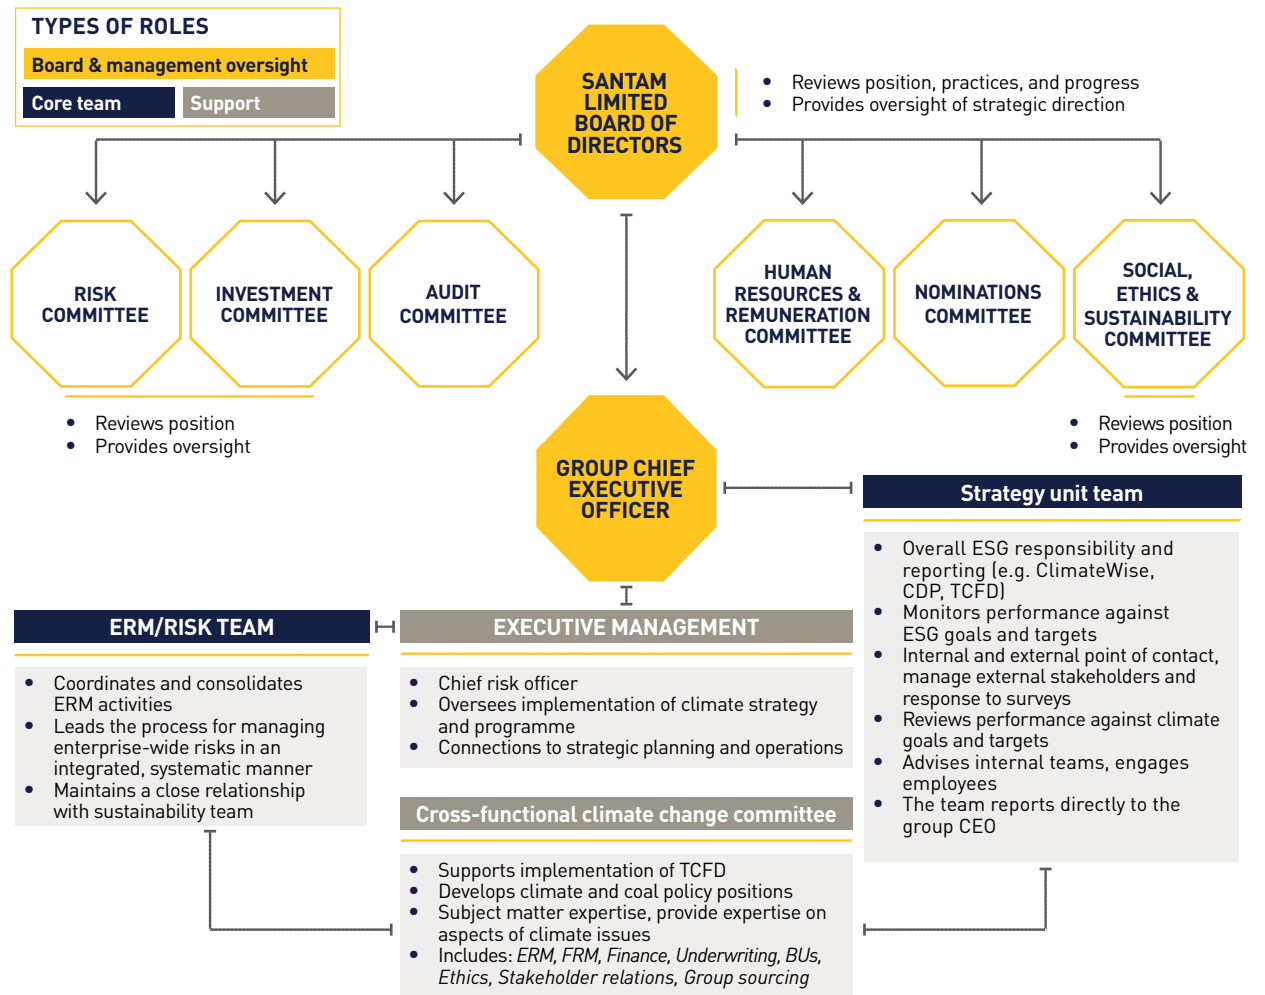 TYPES OF ROLES
Board & management oversight
Core team
Support
SANTAM
LIMITED
BOARD OF
DIRECTORS
• Reviews position, practices, and progress
• Provides oversight of strategic direction
RISK
COMMITTEE
INVESTMENT
COMMITTEE
AUDIT
COMMITTEE
HUMAN
RESOURCES &
REMUNERATION
COMMITTEE
NOMINATIONS
COMMITTEE
SOCIAL,
ETHICS &
SUSTAINABILITY
COMMITTEE
• Reviews position
• Provides oversight
• Reviews position
• Provides oversight
GROUP CHIEF
EXECUTIVE
OFFICER
Strategy unit team
• Overall ESG responsibility and
reporting (e.g. ClimateWise,
CDP, TCFD)
• Monitors performance against
ESG goals and targets
• Internal and external point of contact,
manage external stakeholders and
response to surveys
• Reviews performance against climate
goals and targets
• Advises internal teams, engages
employees
• The team reports directly to the
group CEO
ERM/RISK TEAM
• Coordinates and consolidates
ERM activities
• Leads the process for managing
enterprise-wide risks in an
integrated, systematic manner
• Maintains a close relationship
with sustainability team
EXECUTIVE MANAGEMENT
• Chief risk officer
• Oversees implementation of climate strategy
and programme
• Connections to strategic planning and operations
Cross-functional climate change committee
• Supports implementation of TCFD
• Develops climate and coal policy positions
• Subject matter expertise, provide expertise on
aspects of climate issues
• Includes: ERM, FRM, Finance, Underwriting, BUs,
Ethics, Stakeholder relations, Group sourcing